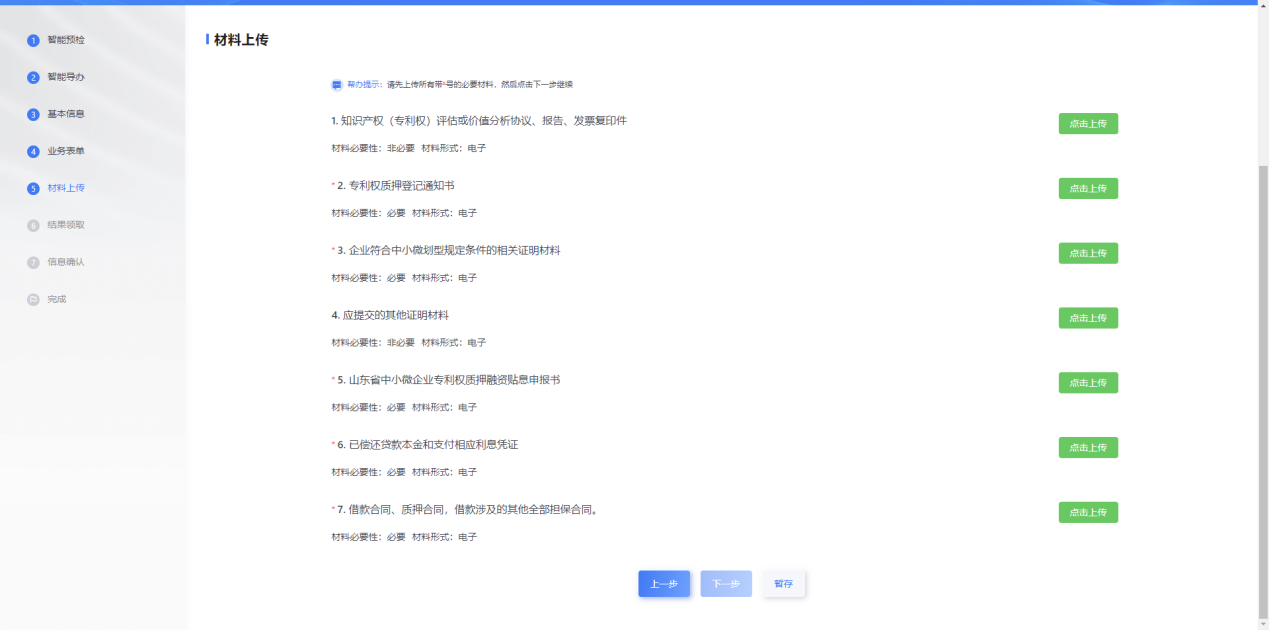 1 智能预检
2 智能导办
3 基本信息
4 业务表单
5 材料上传
6 结果领取
7 信息确认
完成
材料上传
帮办提示：请先上传所有带*号的必要材料，然后点击下一步继续
1. 知识产权（专利权）评估或价值分析协议、报告、发票复印件
点击上传
材料必要性：非必要 材料形式：电子
* 2. 专利权质押登记通知书
点击上传
材料必要性：必要 材料形式：电子
* 3. 企业符合中小微划型规定条件的相关证明材料
点击上传
材料必要性：必要 材料形式：电子
4. 应提交的其他证明材料
点击上传
材料必要性：非必要 材料形式：电子
* 5. 山东省中小微企业专利权质押融资贴息申报书
点击上传
材料必要性：必要 材料形式：电子
* 6. 已偿还贷款本金和支付相应利息凭证
点击上传
材料必要性：必要 材料形式：电子
* 7. 借款合同、质押合同，借款涉及的其他全部担保合同。
点击上传
材料必要性：必要 材料形式：电子
上一步 下一步 暂存